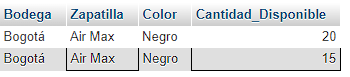 Bodega Zapatilla Color Cantidad_Disponible
Bogotá Air Max Negro 20
Bogotá Air Max Negro 15